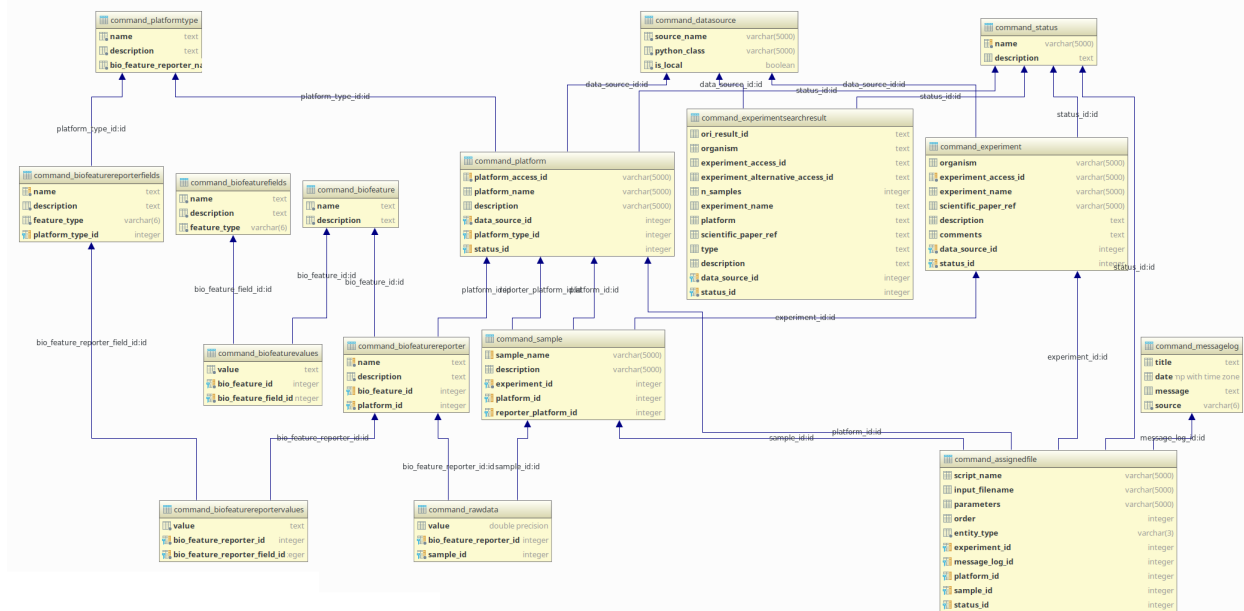 command_platformtype
name text
description text
bio_feature_reporter_na
command_datasource
source_name varchar(5000)
python_class varchar(5000)
is_local boolean
command_status
name varchar(5000)
description text
data_source_id:id
data_source_id:id
data_source_id:id
status_id:id
status_id:id
status_id:id
platform_type_id:id
platform_type_id:id
command_experimentsearchresult
ori_result_id text
organism text
experiment_access_id text
experiment_alternative_access_id text
n_samples integer
experiment_name text
platform text
scientific_paper_ref text
type text
description text
data_source_id integer
status_id integer
command_experiment
organism varchar(5000)
experiment_access_id varchar(5000)
experiment_name varchar(5000)
scientific_paper_ref varchar(5000)
description text
comments text
data_source_id integer
status_id integer
status_id:id
command_platform
platform_access_id varchar(5000)
platform_name varchar(5000)
description varchar(5000)
data_source_id integer
platform_type_id integer
status_id integer
command_biofeaturereporterfields
name text
description text
feature_type varchar(6)
platform_type_id integer
command_biofeaturefields
name text
description text
feature_type varchar(6)
command_biofeature
name text
description text
bio_feature_id:id
bio_feature_id:id
bio_feature_field_id:id
platform_id:id
reporter_platform_id:id
platform_id:id
experiment_id:id
bio_feature_reporter_field_id:id
command_biofeaturevalues
value text
bio_feature_id integer
bio_feature_field_id nteger
command_biofeaturereporter
name text
description text
bio_feature_id integer
platform_id integer
command_sample
sample_name varchar(5000)
description varchar(5000)
experiment_id integer
platform_id integer
reporter_platform_id integer
experiment_id:id
command_messagelog
title text
date mp with time zone
message text
source varchar(6)
bio_feature_reporter_id:id
bio_feature_reporter_id:id
sample_id:id
sample_id:id
platform_id:id
message_log_id:id
command_biofeaturereportervalues
value text
bio_feature_reporter_id integer
bio_feature_reporter_field_id eger
command_rawdata
value double precision
bio_feature_reporter_id integer
sample_id integer
command_assignedfile
script_name varchar(5000)
input_filename varchar(5000)
parameters varchar(5000)
order integer
entity_type varchar(3)
experiment_id integer
message_log_id integer
platform_id integer
sample_id integer
status_id integer